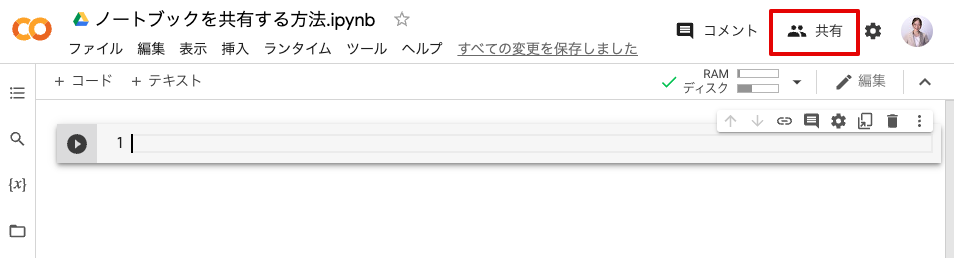 ノートブックを共有する方法.ipynb
コメント
共有
ファイル 編集 表示 挿入 ランタイム ツール ヘルプ すべての変更を保存しました
+ コード + テキスト
RAM
ディスク
編集
1
{x}